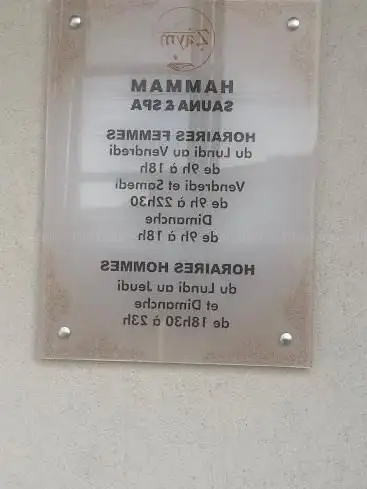 Zaym
HAMMAM
SAUNA & SPA
HORAIRES FEMMES
du Lundi au Vendredi
de 9h à 18h
Vendredi et Samedi
de 9h à 22h30
Dimanche
de 9h à 18h
HORAIRES HOMMES
du Lundi au Jeudi
et Dimanche
de 18h30 à 23h